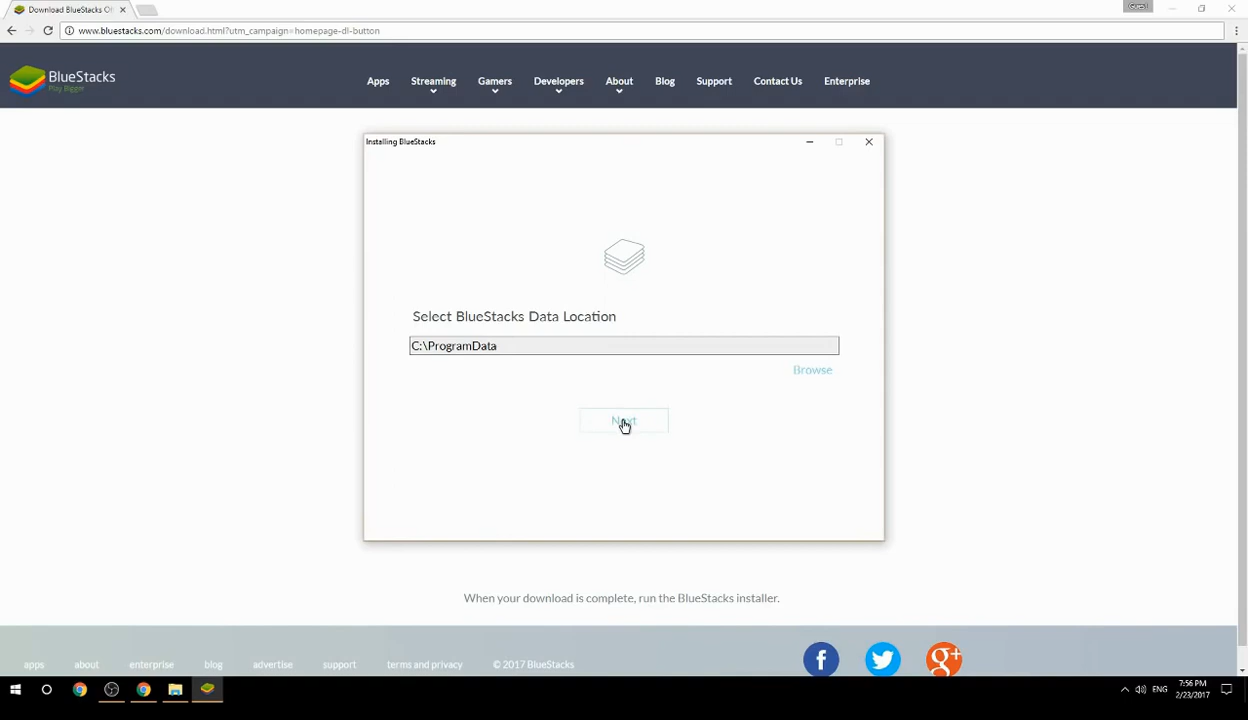 Download BlueStacks Of
Guest
www.bluestacks.com/download.html?utm_campaign=homepage-dl-button
BlueStacks
Play Bigger
Apps Streaming Gamers Developers About Blog Support Contact Us Enterprise
Installing BlueStacks
Select BlueStacks Data Location
C:\ProgramData
Browse
Next
When your download is complete, run the BlueStacks installer.
apps about enterprise blog advertise support terms and privacy © 2017 BlueStacks
f g+
ENG
7:56 PM
2/23/2017